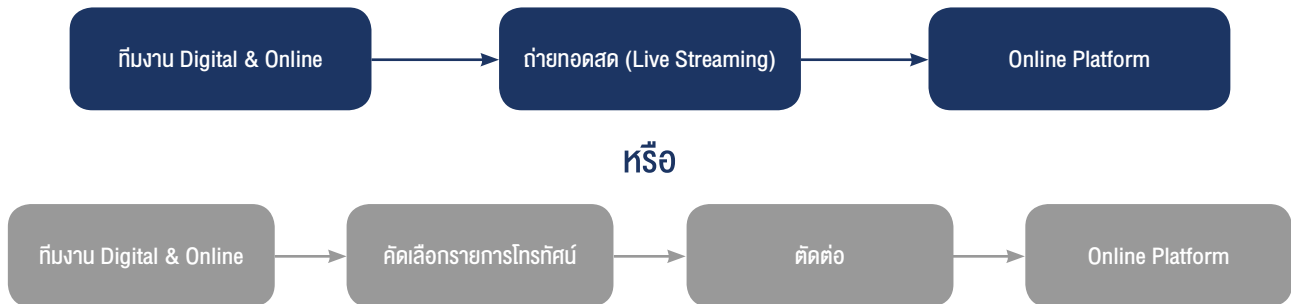 ทีมงาน Digital & Online
ถ่ายทอดสด (Live Streaming)
Online Platform
หรือ
ทีมงาน Digital & Online
คัดเลือกรายการโทรทัศน์
ตัดต่อ
Online Platform